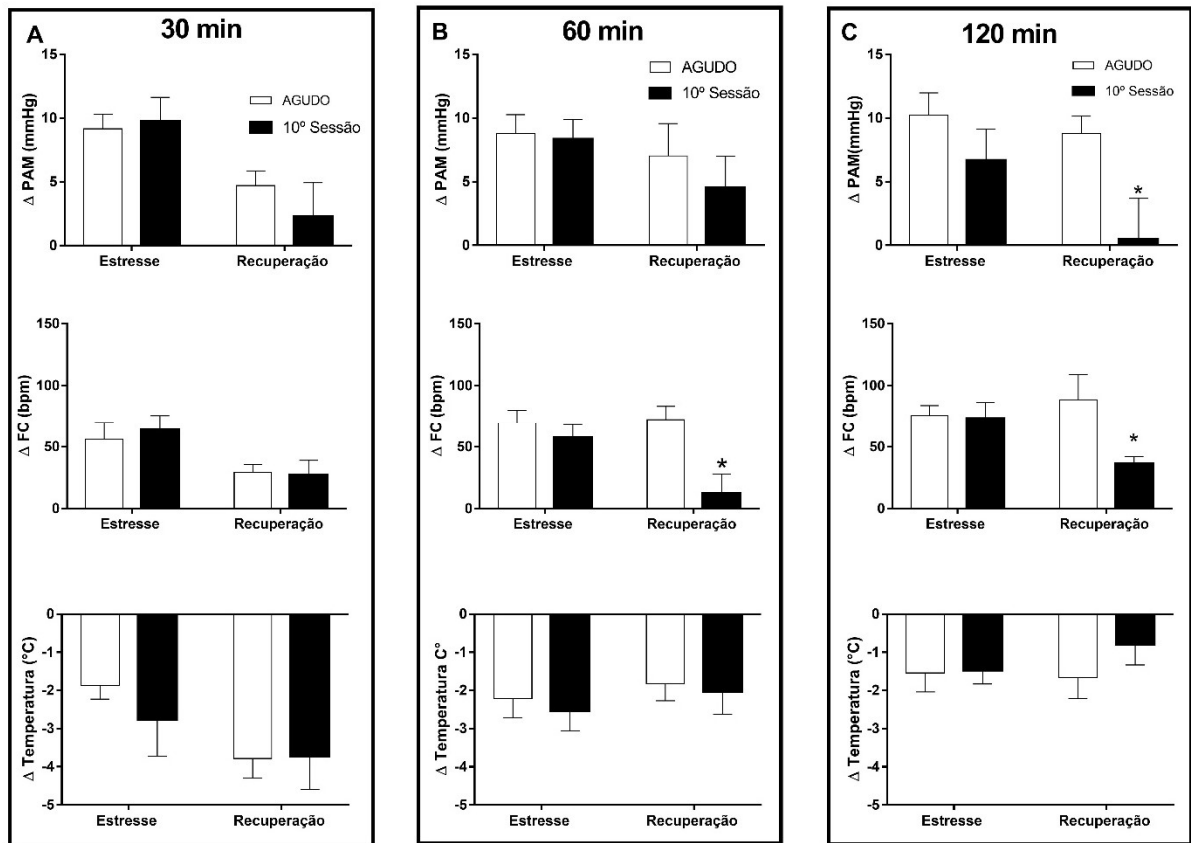 A
30 min
Δ PAM (mmHg)
15
10
5
0
AGUDO
10º Sessão
Estresse
Recuperação
Δ FC (bpm)
150
100
50
0
Estresse
Recuperação
Δ Temperatura (°C)
0
-1
-2
-3
-4
-5
Estresse
Recuperação
B
60 min
Δ PAM (mmHg)
15
10
5
0
AGUDO
10º Sessão
Estresse
Recuperação
Δ FC (bpm)
150
100
50
0
*
Estresse
Recuperação
Δ Temperatura C°
0
-1
-2
-3
-4
-5
Estresse
Recuperação
C
120 min
Δ PAM(mmHg)
15
10
5
0
AGUDO
10º Sessão
*
Estresse
Recuperação
Δ FC (bpm)
150
100
50
0
*
Estresse
Recuperação
Δ Temperatura (°C)
0
-1
-2
-3
-4
-5
Estresse
Recuperação